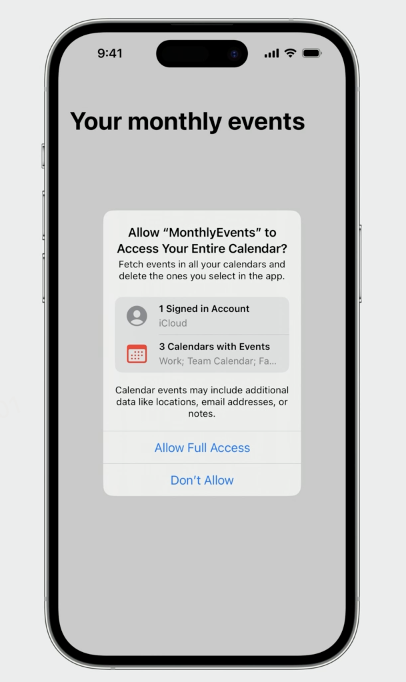 9:41
Your monthly events
Allow “MonthlyEvents” to
Access Your Entire Calendar?
Fetch events in all your calendars and
delete the ones you select in the app.
1 Signed in Account
iCloud
3 Calendars with Events
Work; Team Calendar; Fa...
Calendar events may include additional
data like locations, email addresses, or
notes.
Allow Full Access
Don’t Allow